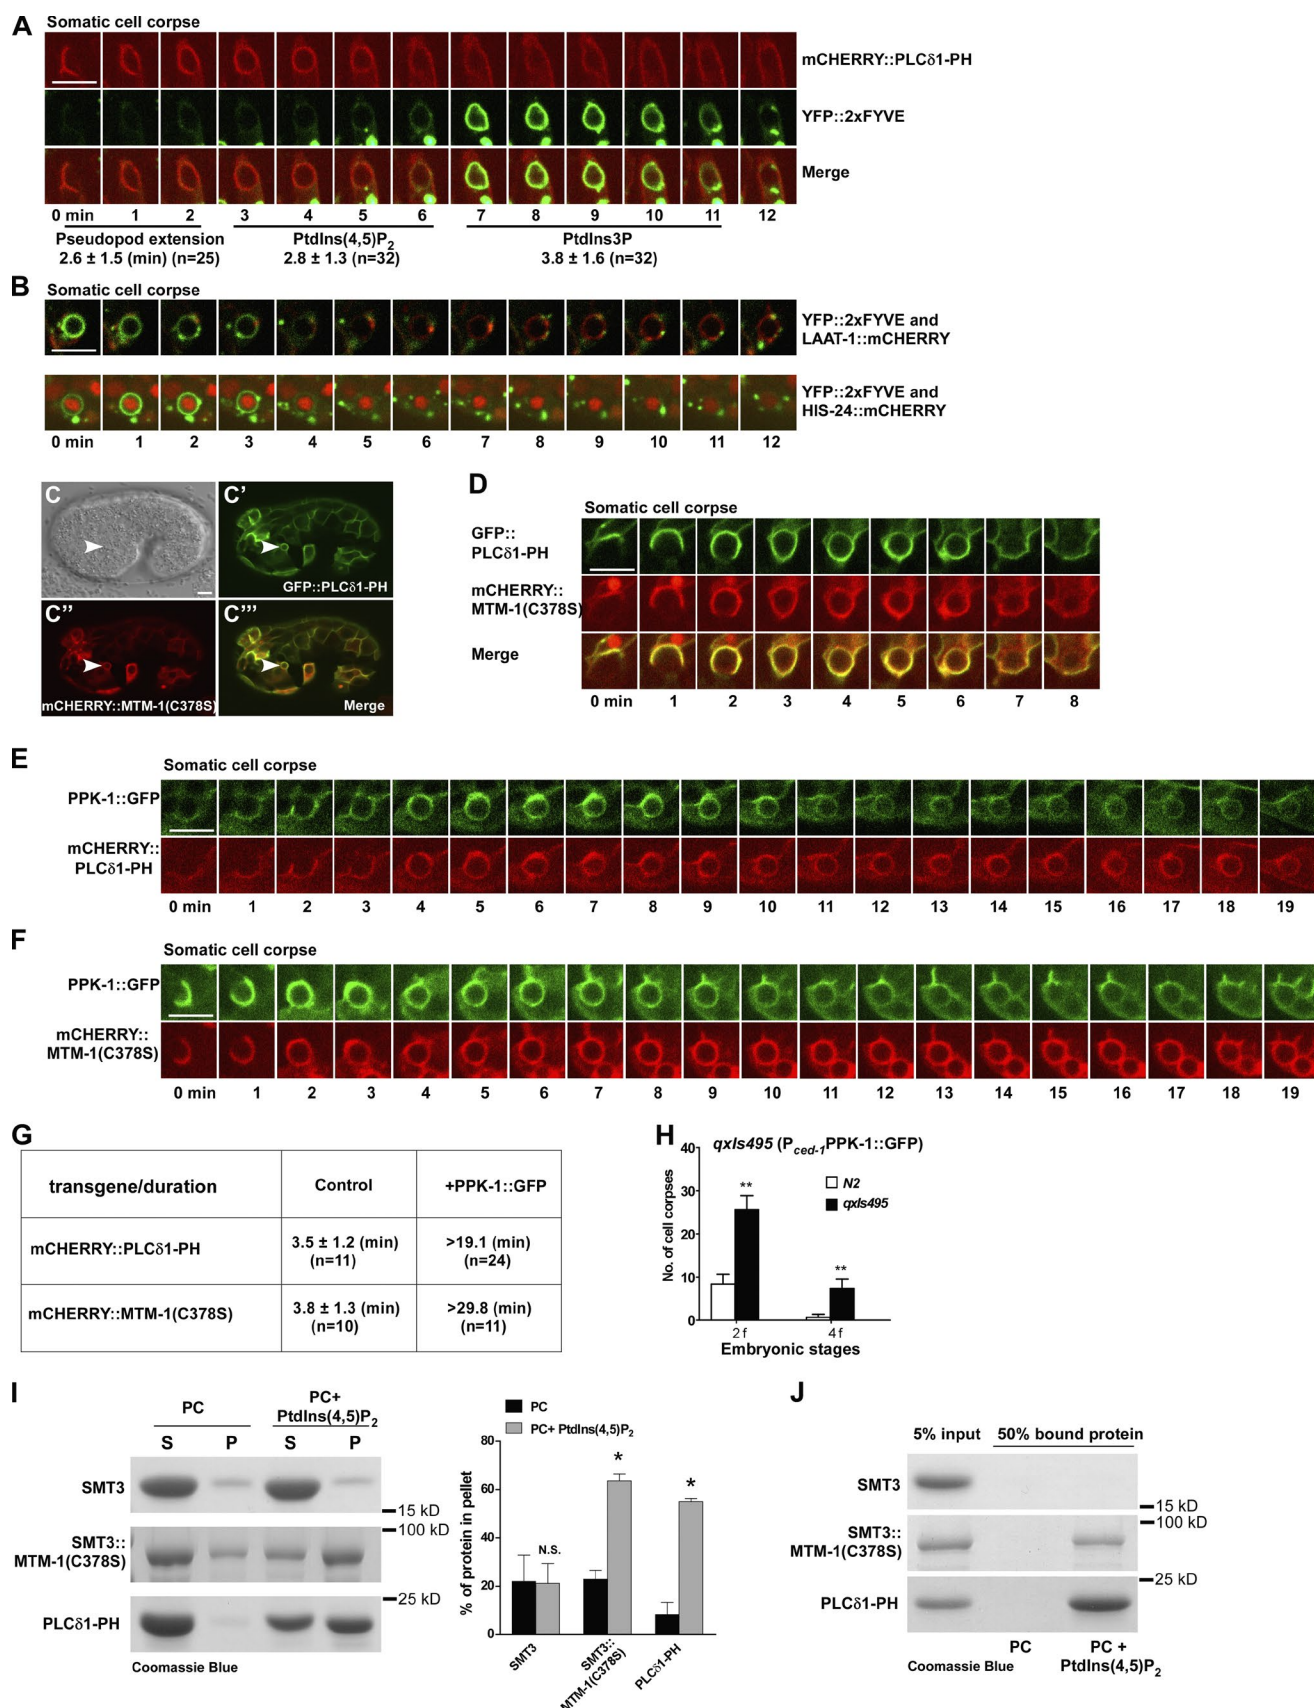 A
Somatic cell corpse
mCHERRY::PLCδ1-PH
YFP::2xFYVE
Merge
0 min 1 2 3 4 5 6 7 8 9 10 11 12
Pseudopod extension PtdIns(4,5)P2 PtdIns3P
2.6 ± 1.5 (min) (n=25) 2.8 ± 1.3 (n=32) 3.8 ± 1.6 (n=32)
B
Somatic cell corpse
YFP::2xFYVE and
LAAT-1::mCHERRY
YFP::2xFYVE and
HIS-24::mCHERRY
0 min 1 2 3 4 5 6 7 8 9 10 11 12
C
C'
GFP::PLCδ1-PH
C''
mCHERRY::MTM-1(C378S)
C'''
Merge
D
Somatic cell corpse
GFP::
PLCδ1-PH
mCHERRY::
MTM-1(C378S)
Merge
0 min 1 2 3 4 5 6 7 8
E
Somatic cell corpse
PPK-1::GFP
mCHERRY::
PLCδ1-PH
0 min 1 2 3 4 5 6 7 8 9 10 11 12 13 14 15 16 17 18 19
F
Somatic cell corpse
PPK-1::GFP
mCHERRY::
MTM-1(C378S)
0 min 1 2 3 4 5 6 7 8 9 10 11 12 13 14 15 16 17 18 19
G
transgene/duration Control +PPK-1::GFP
mCHERRY::PLCδ1-PH 3.5 ± 1.2 (min) >19.1 (min)
(n=11) (n=24)
mCHERRY::MTM-1(C378S) 3.8 ± 1.3 (min) >29.8 (min)
(n=10) (n=11)
H
qxIs495 (Pced-1PPK-1::GFP)
No. of cell corpses
40
30
20
10
0
N2
qxIs495
**
**
2f 4f
Embryonic stages
I
PC PC+
PtdIns(4,5)P2
S P S P
SMT3
15 kD
100 kD
SMT3::
MTM-1(C378S)
25 kD
PLCδ1-PH
Coomassie Blue
PC
PC+ PtdIns(4,5)P2
% of protein in pellet
80
60
40
20
0
N.S.
*
*
SMT3
SMT3::
MTM-1(C378S)
PLCδ1-PH
J
5% input 50% bound protein
SMT3
15 kD
100 kD
SMT3::
MTM-1(C378S)
25 kD
PLCδ1-PH
PC PC +
PtdIns(4,5)P2
Coomassie Blue